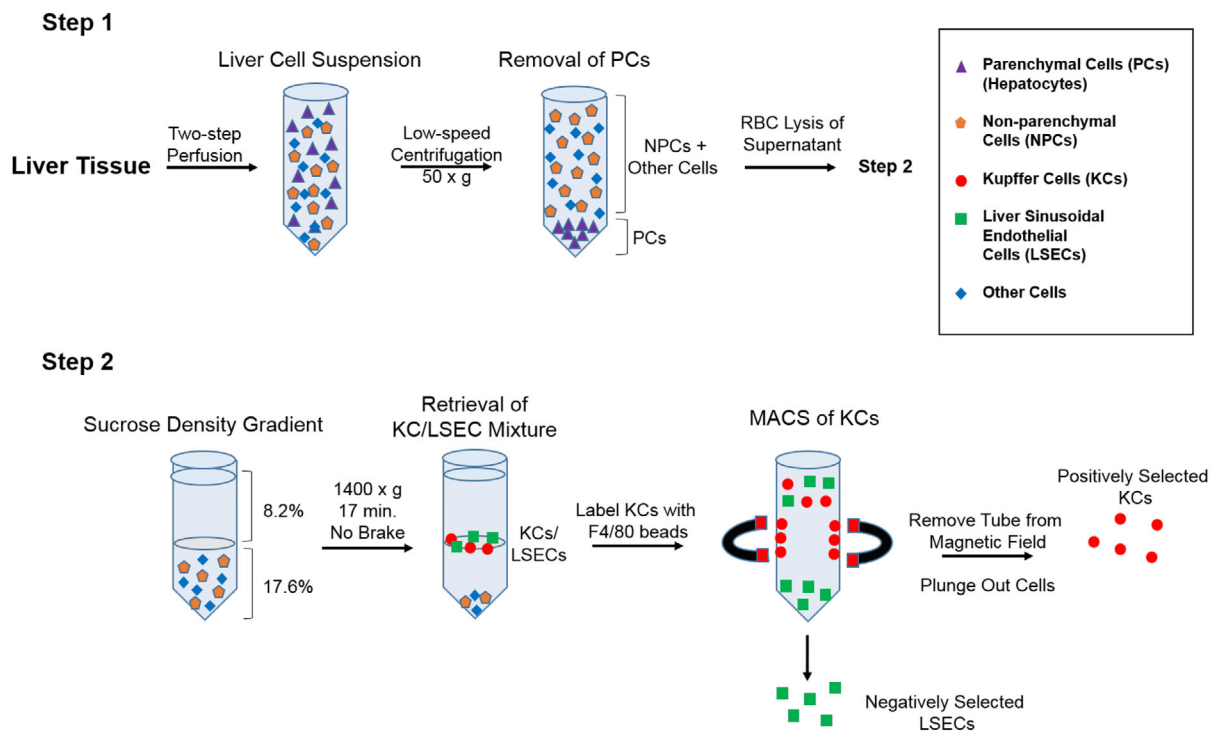 Step 1
Liver Tissue
Two-step
Perfusion
Liver Cell Suspension
Low-speed
Centrifugation
50 x g
Removal of PCs
NPCs +
Other Cells
PCs
RBC Lysis of
Supernatant
Step 2
Parenchymal Cells (PCs)
(Hepatocytes)
Non-parenchymal
Cells (NPCs)
Kupffer Cells (KCs)
Liver Sinusoidal
Endothelial
Cells (LSECs)
Other Cells
Step 2
Sucrose Density Gradient
8.2%
17.6%
1400 x g
17 min.
No Brake
Retrieval of
KC/LSEC Mixture
KCs/
LSECs
Label KCs with
F4/80 beads
MACS of KCs
Remove Tube from
Magnetic Field
Plunge Out Cells
Positively Selected
KCs
Negatively Selected
LSECs